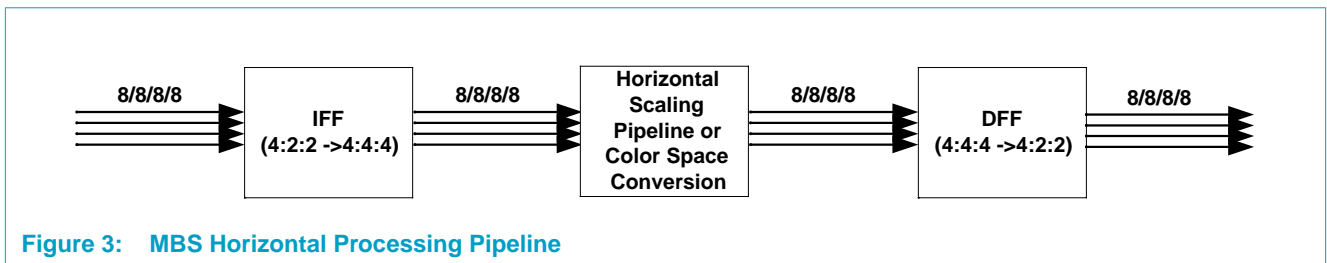 8/8/8/8
IFF
(4:2:2 ->4:4:4)
8/8/8/8
Horizontal
Scaling
Pipeline or
Color Space
Conversion
8/8/8/8
DFF
(4:4:4 ->4:2:2)
8/8/8/8
Figure 3: MBS Horizontal Processing Pipeline